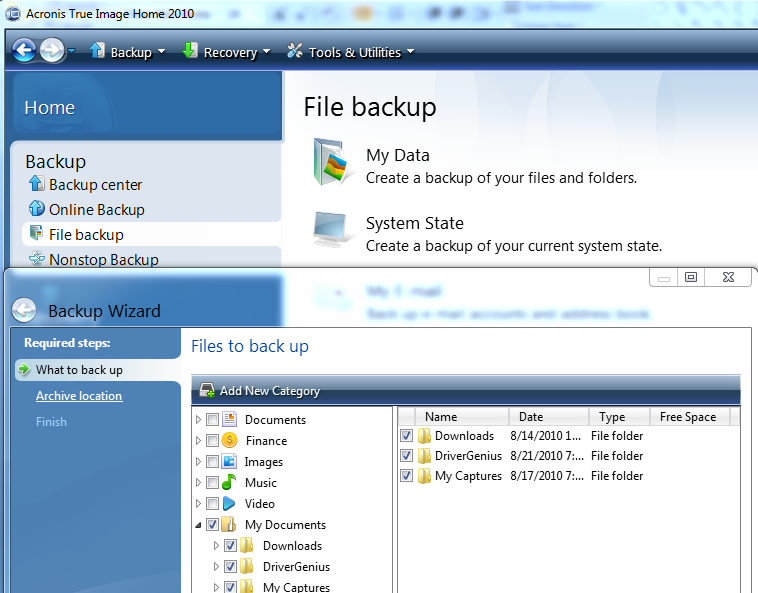 Acronis True Image Home 2010
Backup Recovery Tools & Utilities
Home
Backup
Backup center
Online Backup
File backup
Nonstop Backup
File backup
My Data
Create a backup of your files and folders.
System State
Create a backup of your current system state.
My E-mail
Back up e-mail accounts and address book.
Backup Wizard
Required steps:
What to back up
Archive location
Finish
Files to back up
Add New Category
Documents
Finance
Images
Music
Video
My Documents
Downloads
DriverGenius
My Captures
Name Date Type Free Space
Downloads 8/14/2010 1... File folder
DriverGenius 8/21/2010 7:... File folder
My Captures 8/17/2010 7:... File folder